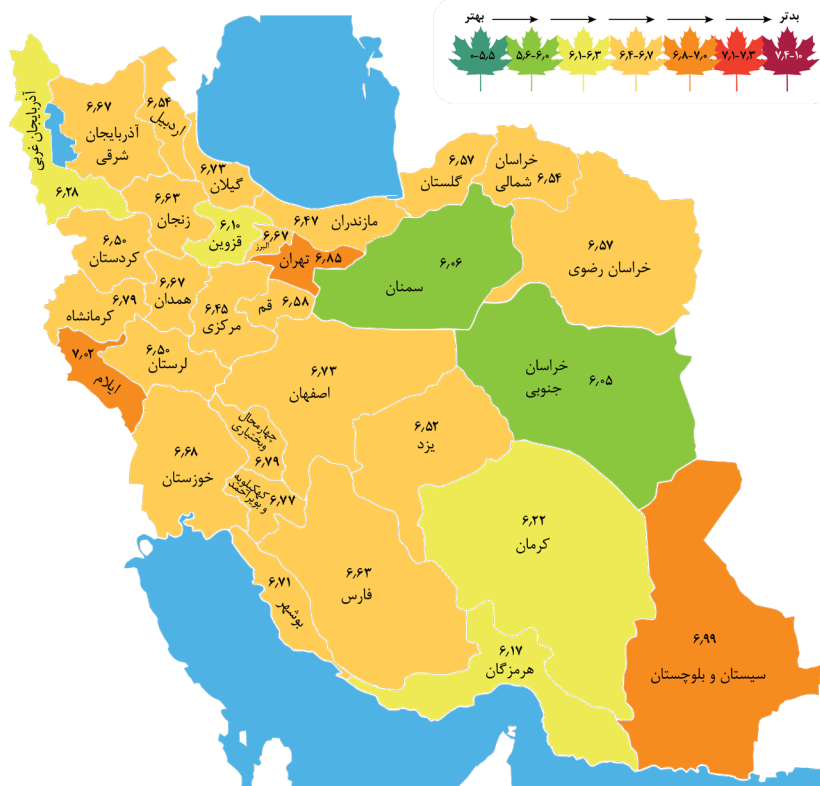 بهتر
بدتر
۰-۵٫۵
۵٫۶-۶٫۰
۶٫۱-۶٫۳
۶٫۴-۶٫۷
۶٫۸-۷٫۰
۷٫۱-۷٫۳
۷٫۴-۱۰
آذربایجان غربی
۶٫۲۸
۶٫۶۷
آذربایجان
شرقی
۶٫۵۴
اردبیل
۶٫۷۳
گیلان
۶٫۶۳
زنجان
۶٫۱۰
قزوین
۶٫۶۷
البرز
۶٫۴۷ مازندران
تهران ۶٫۸۵
۶٫۵۷
گلستان
خراسان
شمالی ۶٫۵۴
۶٫۵۷
خراسان رضوی
۶٫۰۶
سمنان
۶٫۵۰
کردستان
۶٫۶۷
همدان
۶٫۷۹
کرمانشاه
۶٫۴۵
مرکزی
قم ۶٫۵۸
۷٫۰۲
ایلام
۶٫۵۰
لرستان
۶٫۷۳
اصفهان
خراسان
جنوبی
۶٫۰۵
۶٫۵۲
یزد
چهارمحال
وبختیاری
۶٫۷۹
۶٫۶۸
خوزستان
کهکیلویه
و بویراحمد
۶٫۷۷
۶٫۲۲
کرمان
۶٫۶۳
فارس
۶٫۷۱
بوشهر
۶٫۱۷
هرمزگان
۶٫۹۹
سیستان و بلوچستان